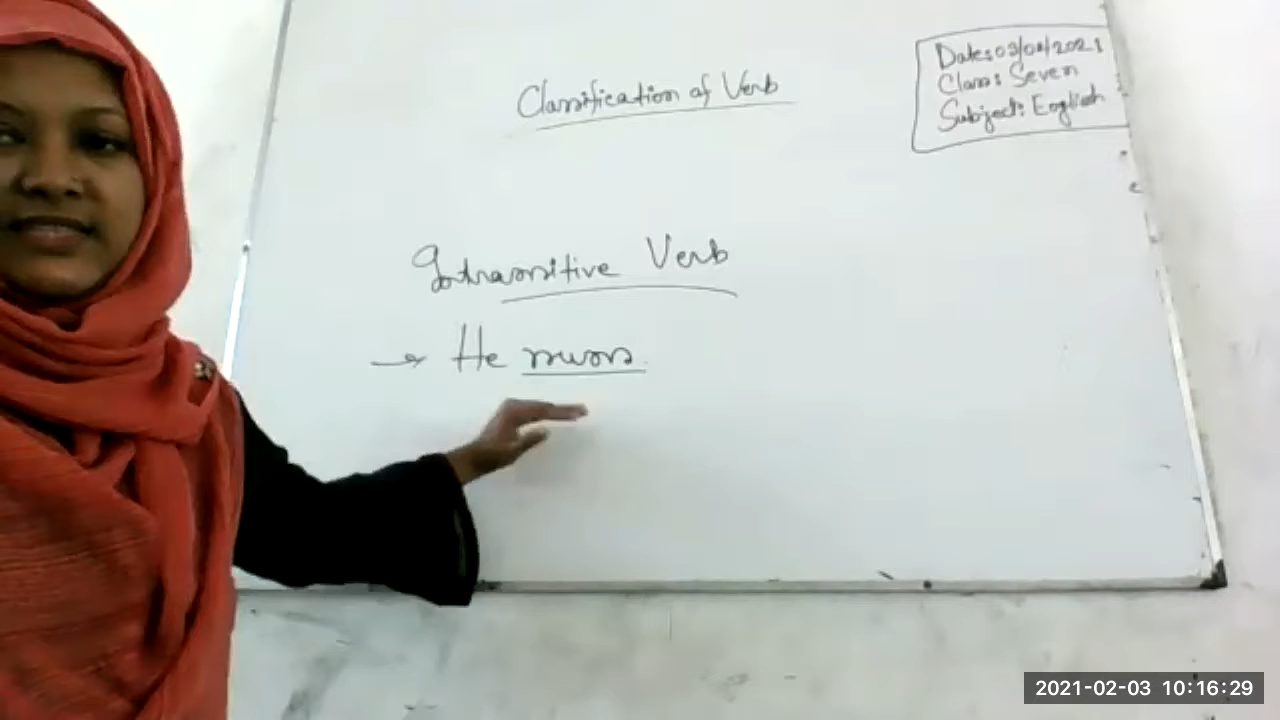 Classification of Verb
Date: 03/02/2021
Class: Seven
Subject: English
Intransitive Verb
→ He runs.
2021-02-03 10:16:29